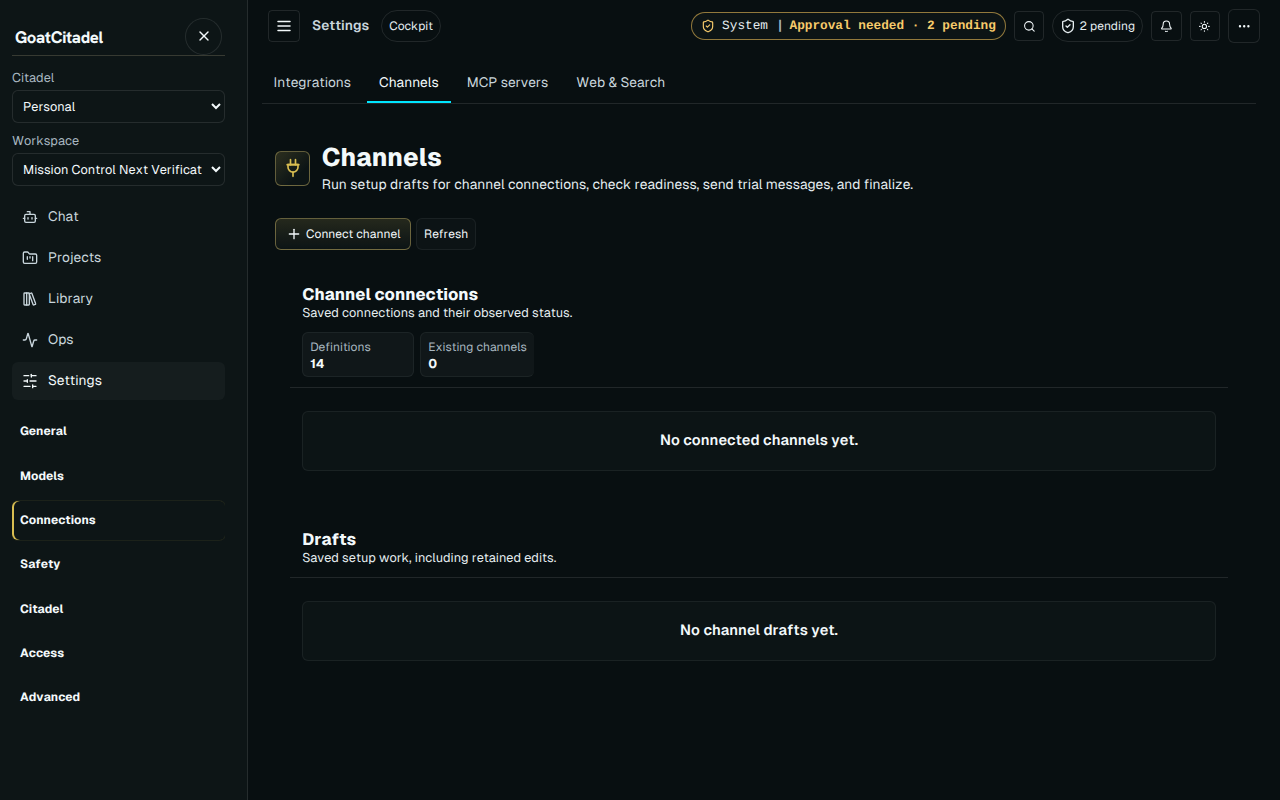 GoatCitadel
Citadel
Personal
Workspace
Mission Control Next Verificat
Chat
Projects
Library
Ops
Settings
General
Models
Connections
Safety
Citadel
Access
Advanced
Settings
Cockpit
System | Approval needed · 2 pending
2 pending
Integrations
Channels
MCP servers
Web & Search
Channels
Run setup drafts for channel connections, check readiness, send trial messages, and finalize.
Connect channel
Refresh
Channel connections
Saved connections and their observed status.
Definitions
14
Existing channels
0
No connected channels yet.
Drafts
Saved setup work, including retained edits.
No channel drafts yet.